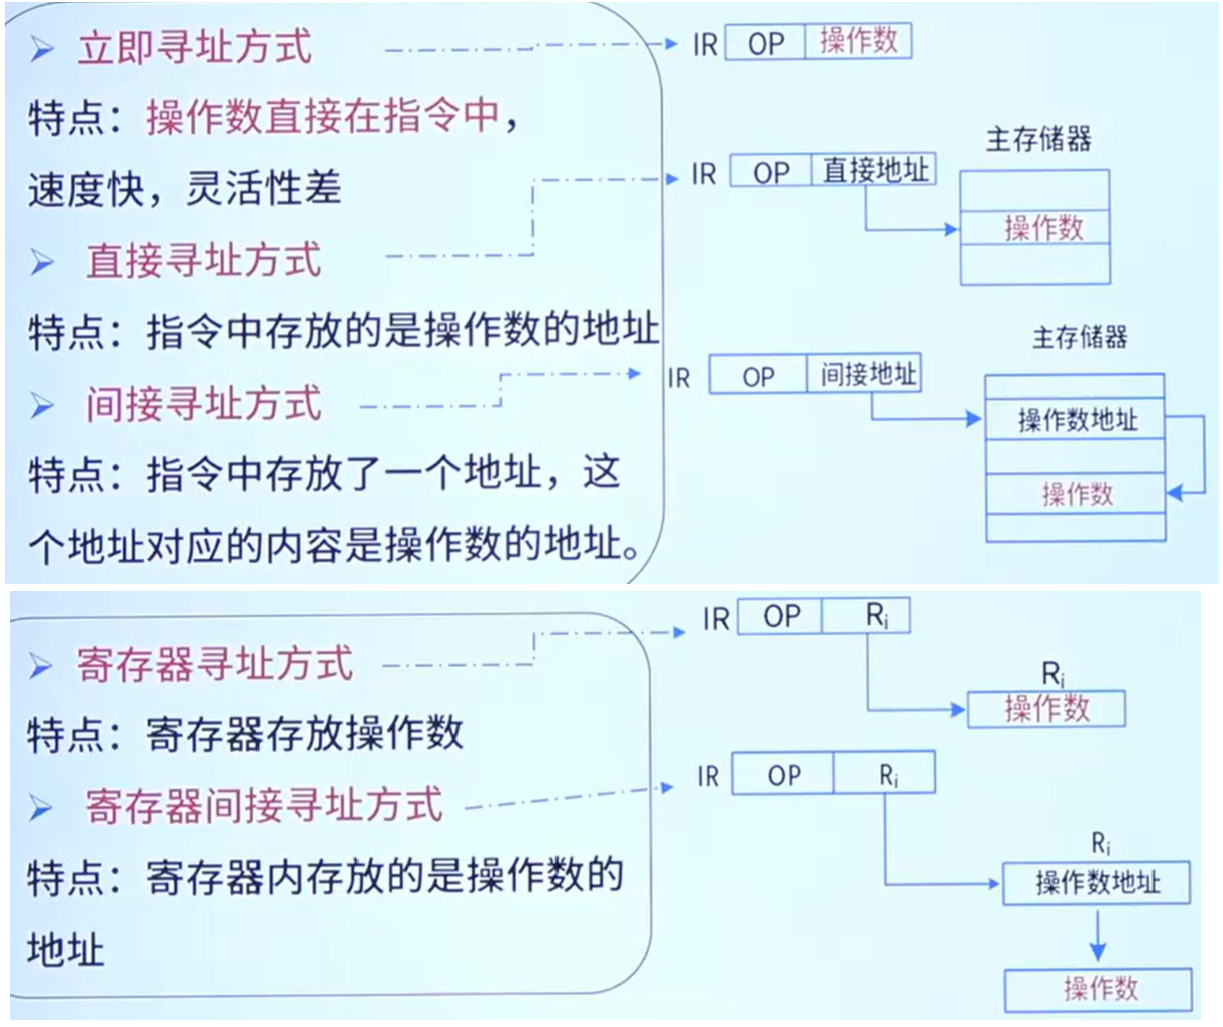 立即寻址方式
IR OP 操作数
特点：操作数直接在指令中，
速度快，灵活性差
主存储器
IR OP 直接地址
操作数
直接寻址方式
特点：指令中存放的是操作数的地址
主存储器
间接寻址方式
IR OP 间接地址
操作数地址
操作数
特点：指令中存放了一个地址，这
个地址对应的内容是操作数的地址。
IR OP Ri
寄存器寻址方式
Ri
操作数
特点：寄存器存放操作数
IR OP Ri
寄存器间接寻址方式
Ri
操作数地址
操作数
特点：寄存器内存放的是操作数的
地址